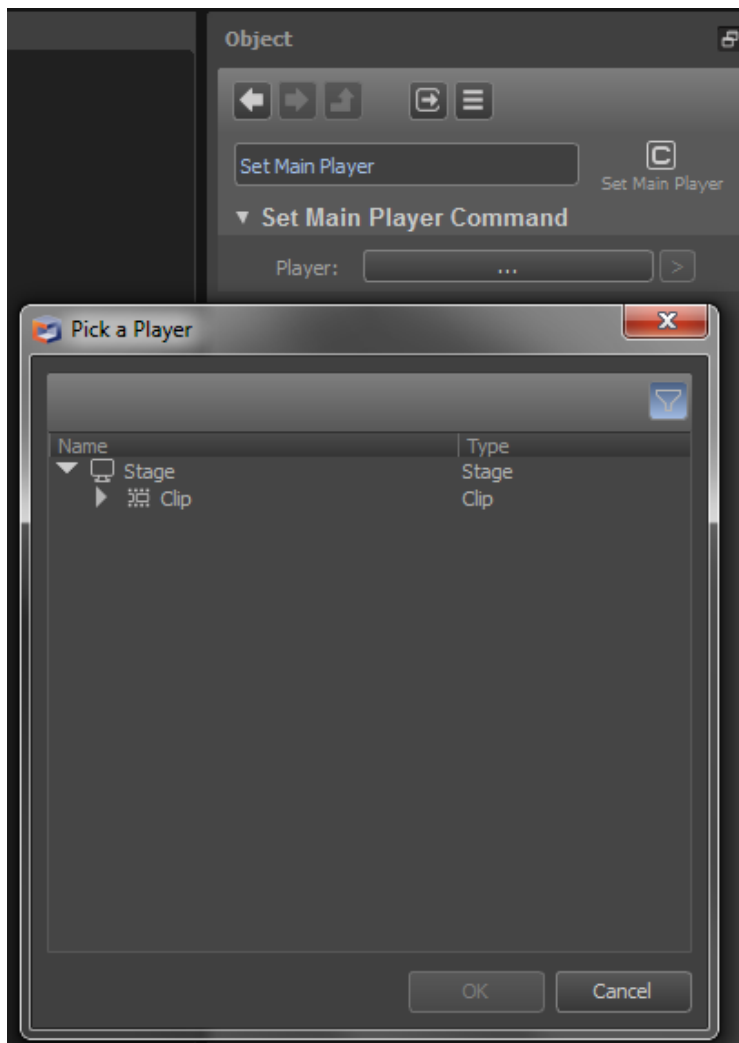 Object
Set Main Player
C
Set Main Player
Set Main Player Command
Player: ... >
Pick a Player
Name Type
Stage Stage
Clip Clip
OK Cancel